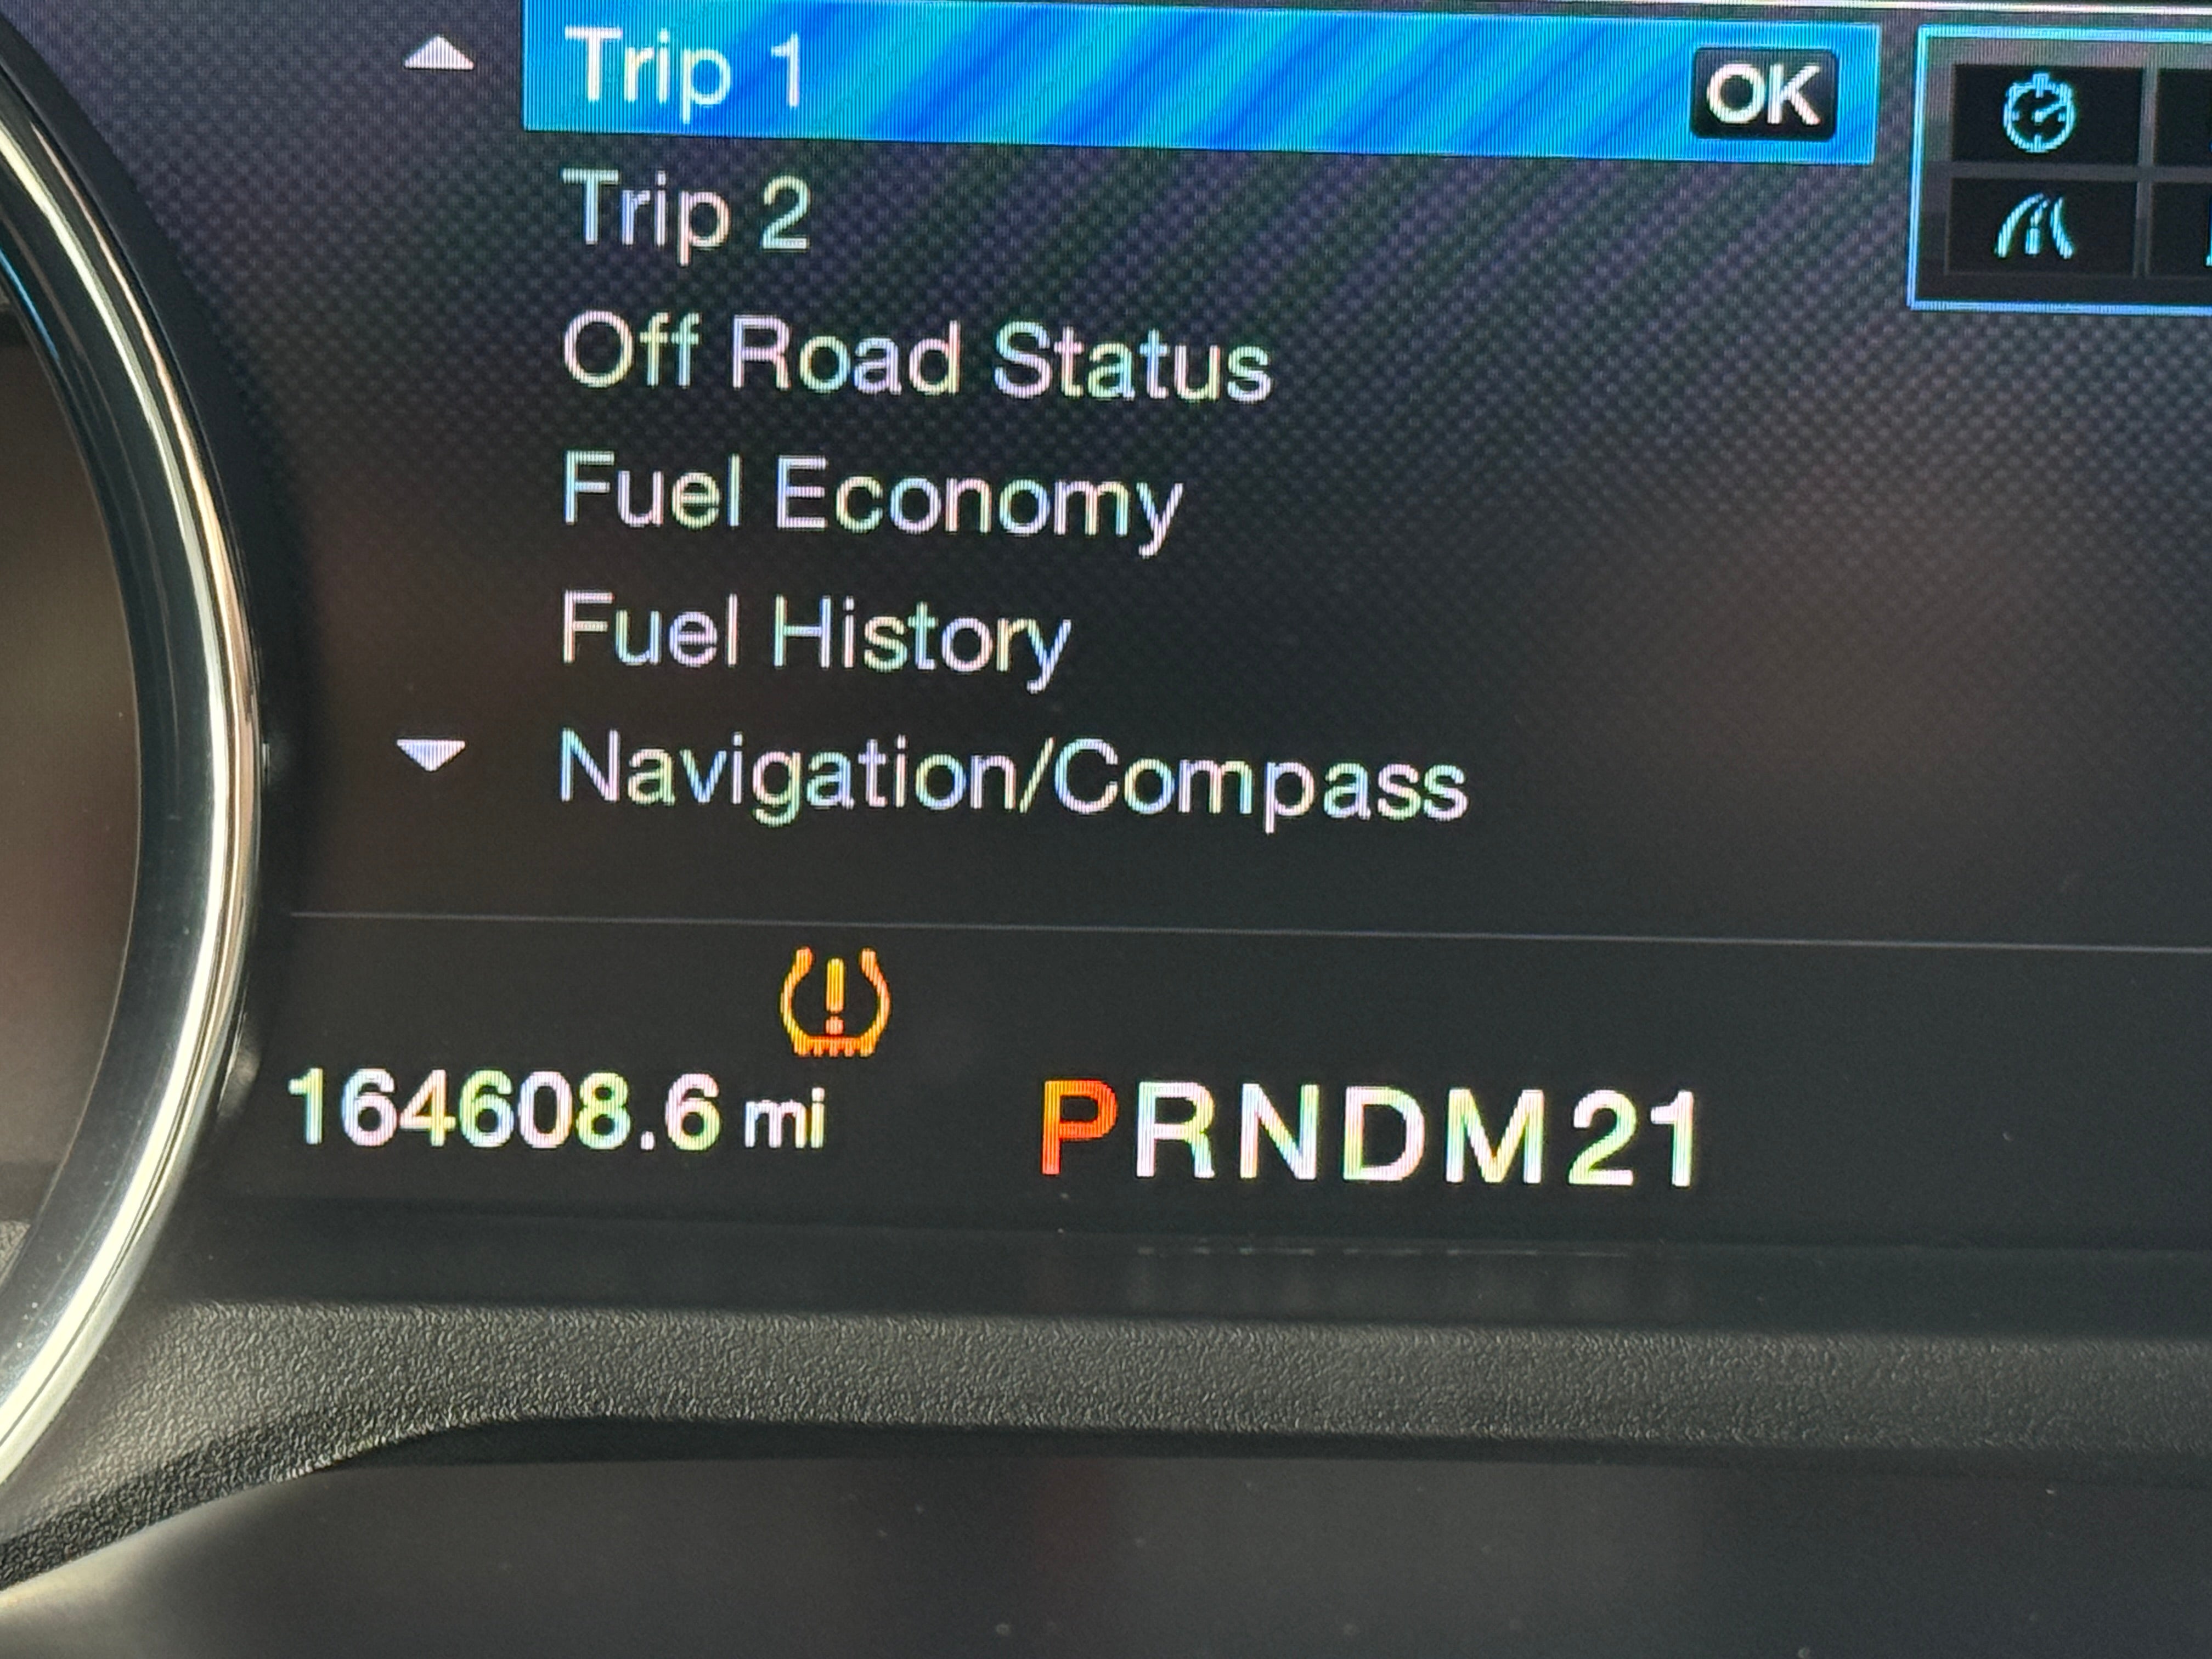 Trip 1 OK
Trip 2
Off Road Status
Fuel Economy
Fuel History
Navigation/Compass
164608.6 mi PRNDM21